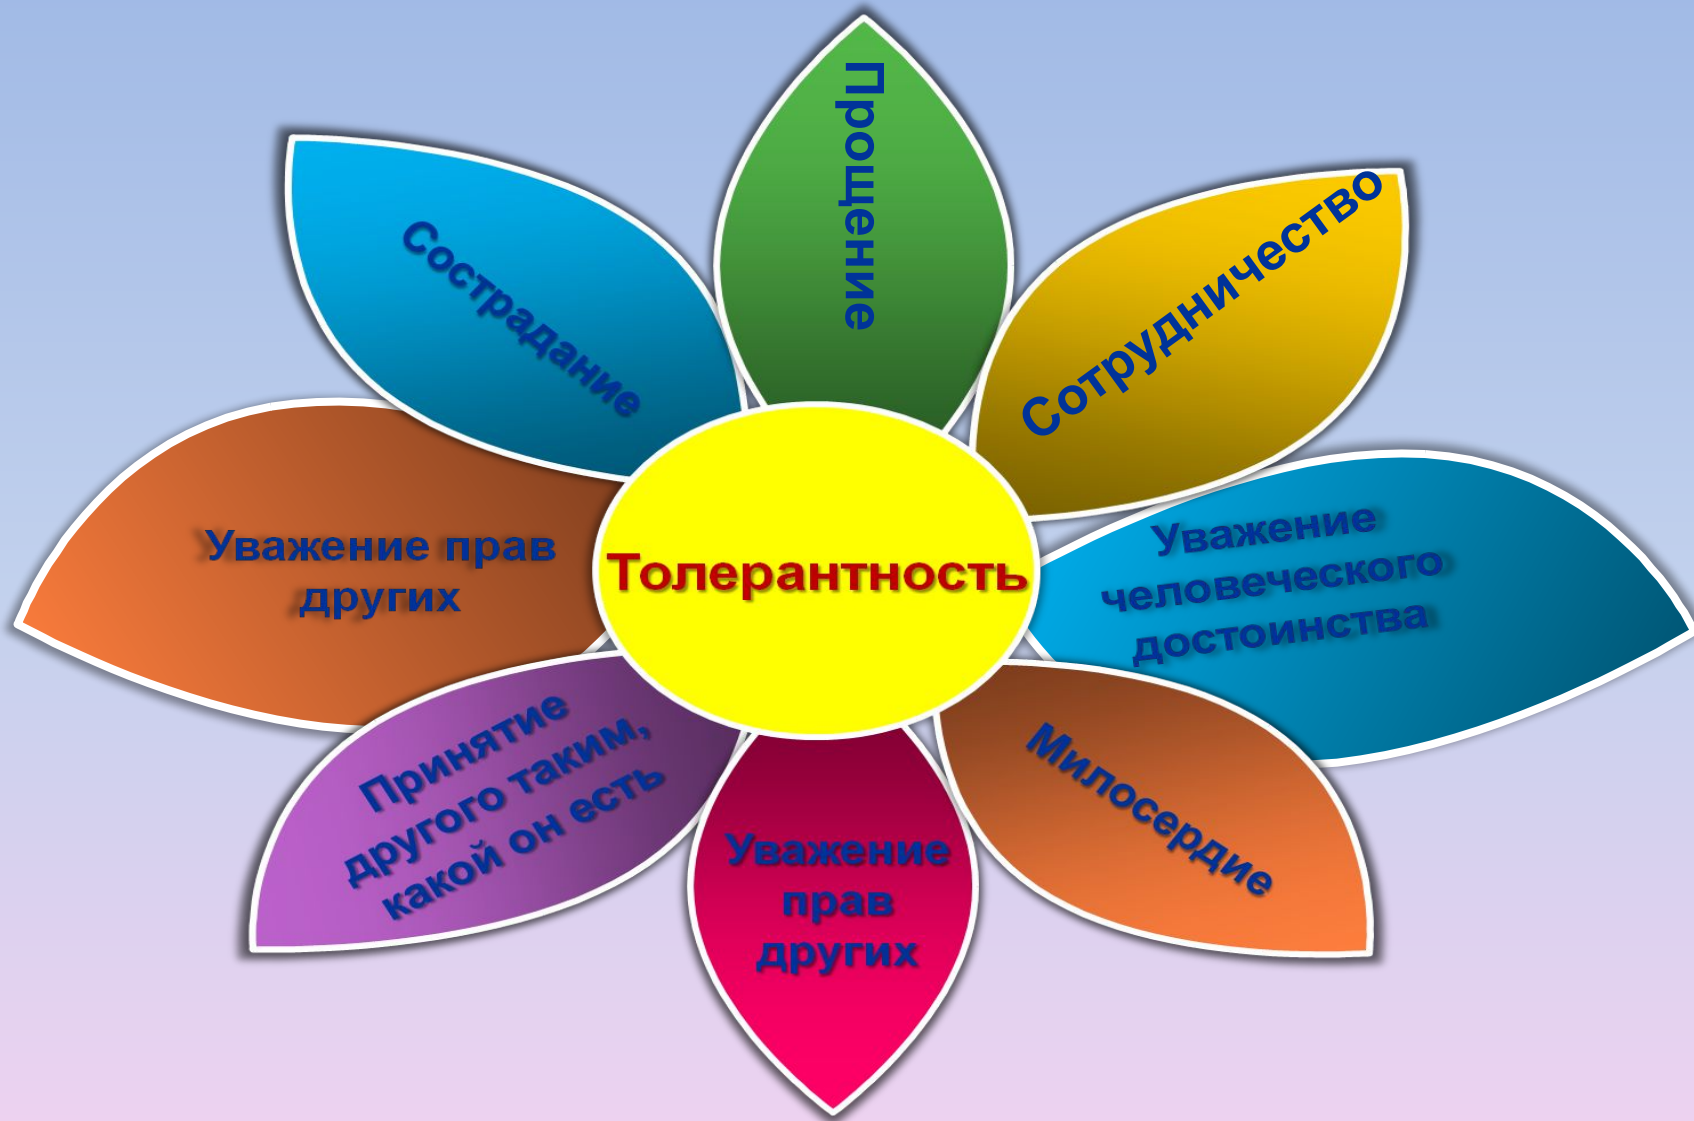 Прощение
Сотрудничество
Сострадание
Уважение прав
других
Толерантность
Уважение
человеческого
достоинства
Принятие
другого таким,
какой он есть
Милосердие
Уважение
прав
других